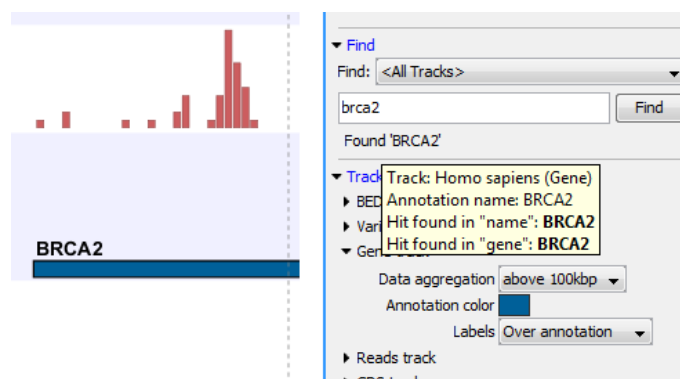 BRCA2
Find
Find: <All Tracks>
brca2 Find
Found 'BRCA2'
Track
Track: Homo sapiens (Gene)
Annotation name: BRCA2
Hit found in "name": BRCA2
Hit found in "gene": BRCA2
BED
Data aggregation above 100kbp
Annotation color
Labels Over annotation
Reads track